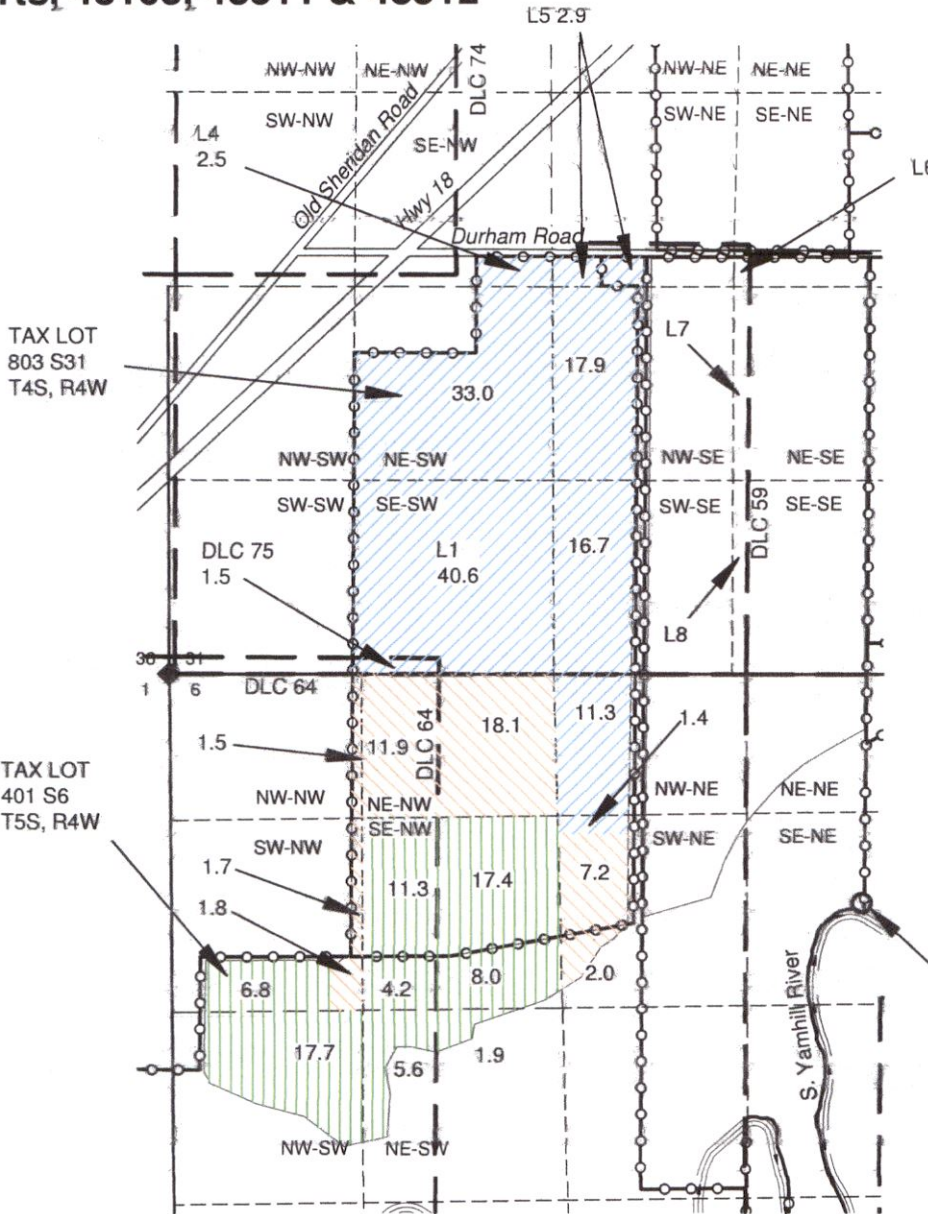 45311 & 45312
L5 2.9
NW-NW NE-NW
DLC 74
NW-NE NE-NE
SW-NW
SE-NW
SW-NE SE-NE
L4
2.5
Old Sheridan Road
Hwy 18
Durham Road
L7
TAX LOT
803 S31
T4S, R4W
17.9
33.0
NW-SW NE-SW
NW-SE NE-SE
SW-SW SE-SW
SW-SE SE-SE
DLC 59
DLC 75
1.5
L1
40.6
16.7
L8
36 31
1 6
DLC 64
1.5
11.9
DLC 64
18.1
11.3
1.4
TAX LOT
401 S6
T5S, R4W
NW-NW NE-NW
NW-NE NE-NE
SW-NW SE-NW
SW-NE SE-NE
1.7
11.3
17.4
7.2
1.8
6.8
4.2
8.0
2.0
17.7
5.6
1.9
S. Yamhill River
NW-SW NE-SW